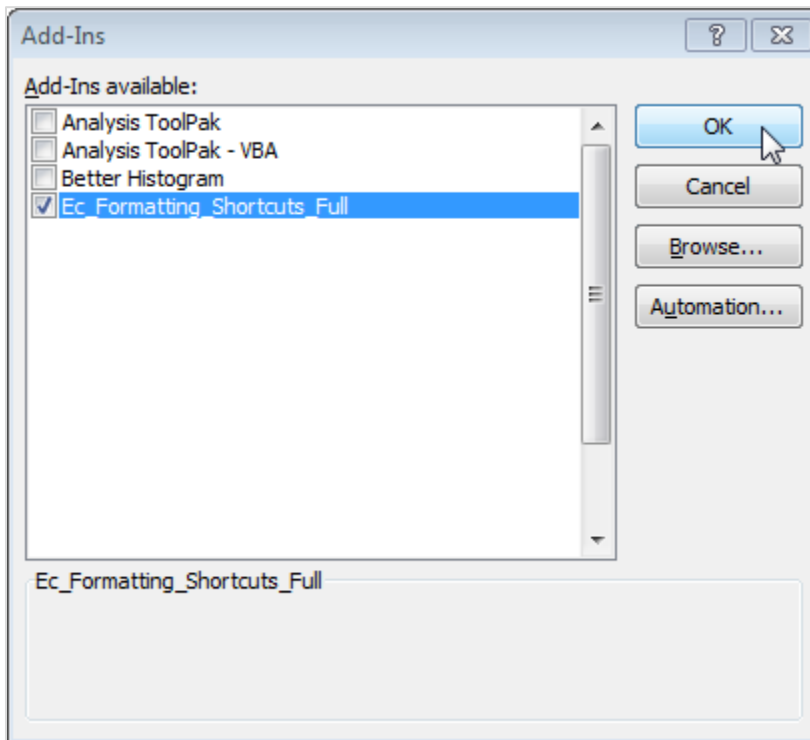 Add-Ins
Add-Ins available:
Analysis ToolPak
Analysis ToolPak - VBA
Better Histogram
Ec_Formatting_Shortcuts_Full
OK
Cancel
Browse...
Automation...
Ec_Formatting_Shortcuts_Full